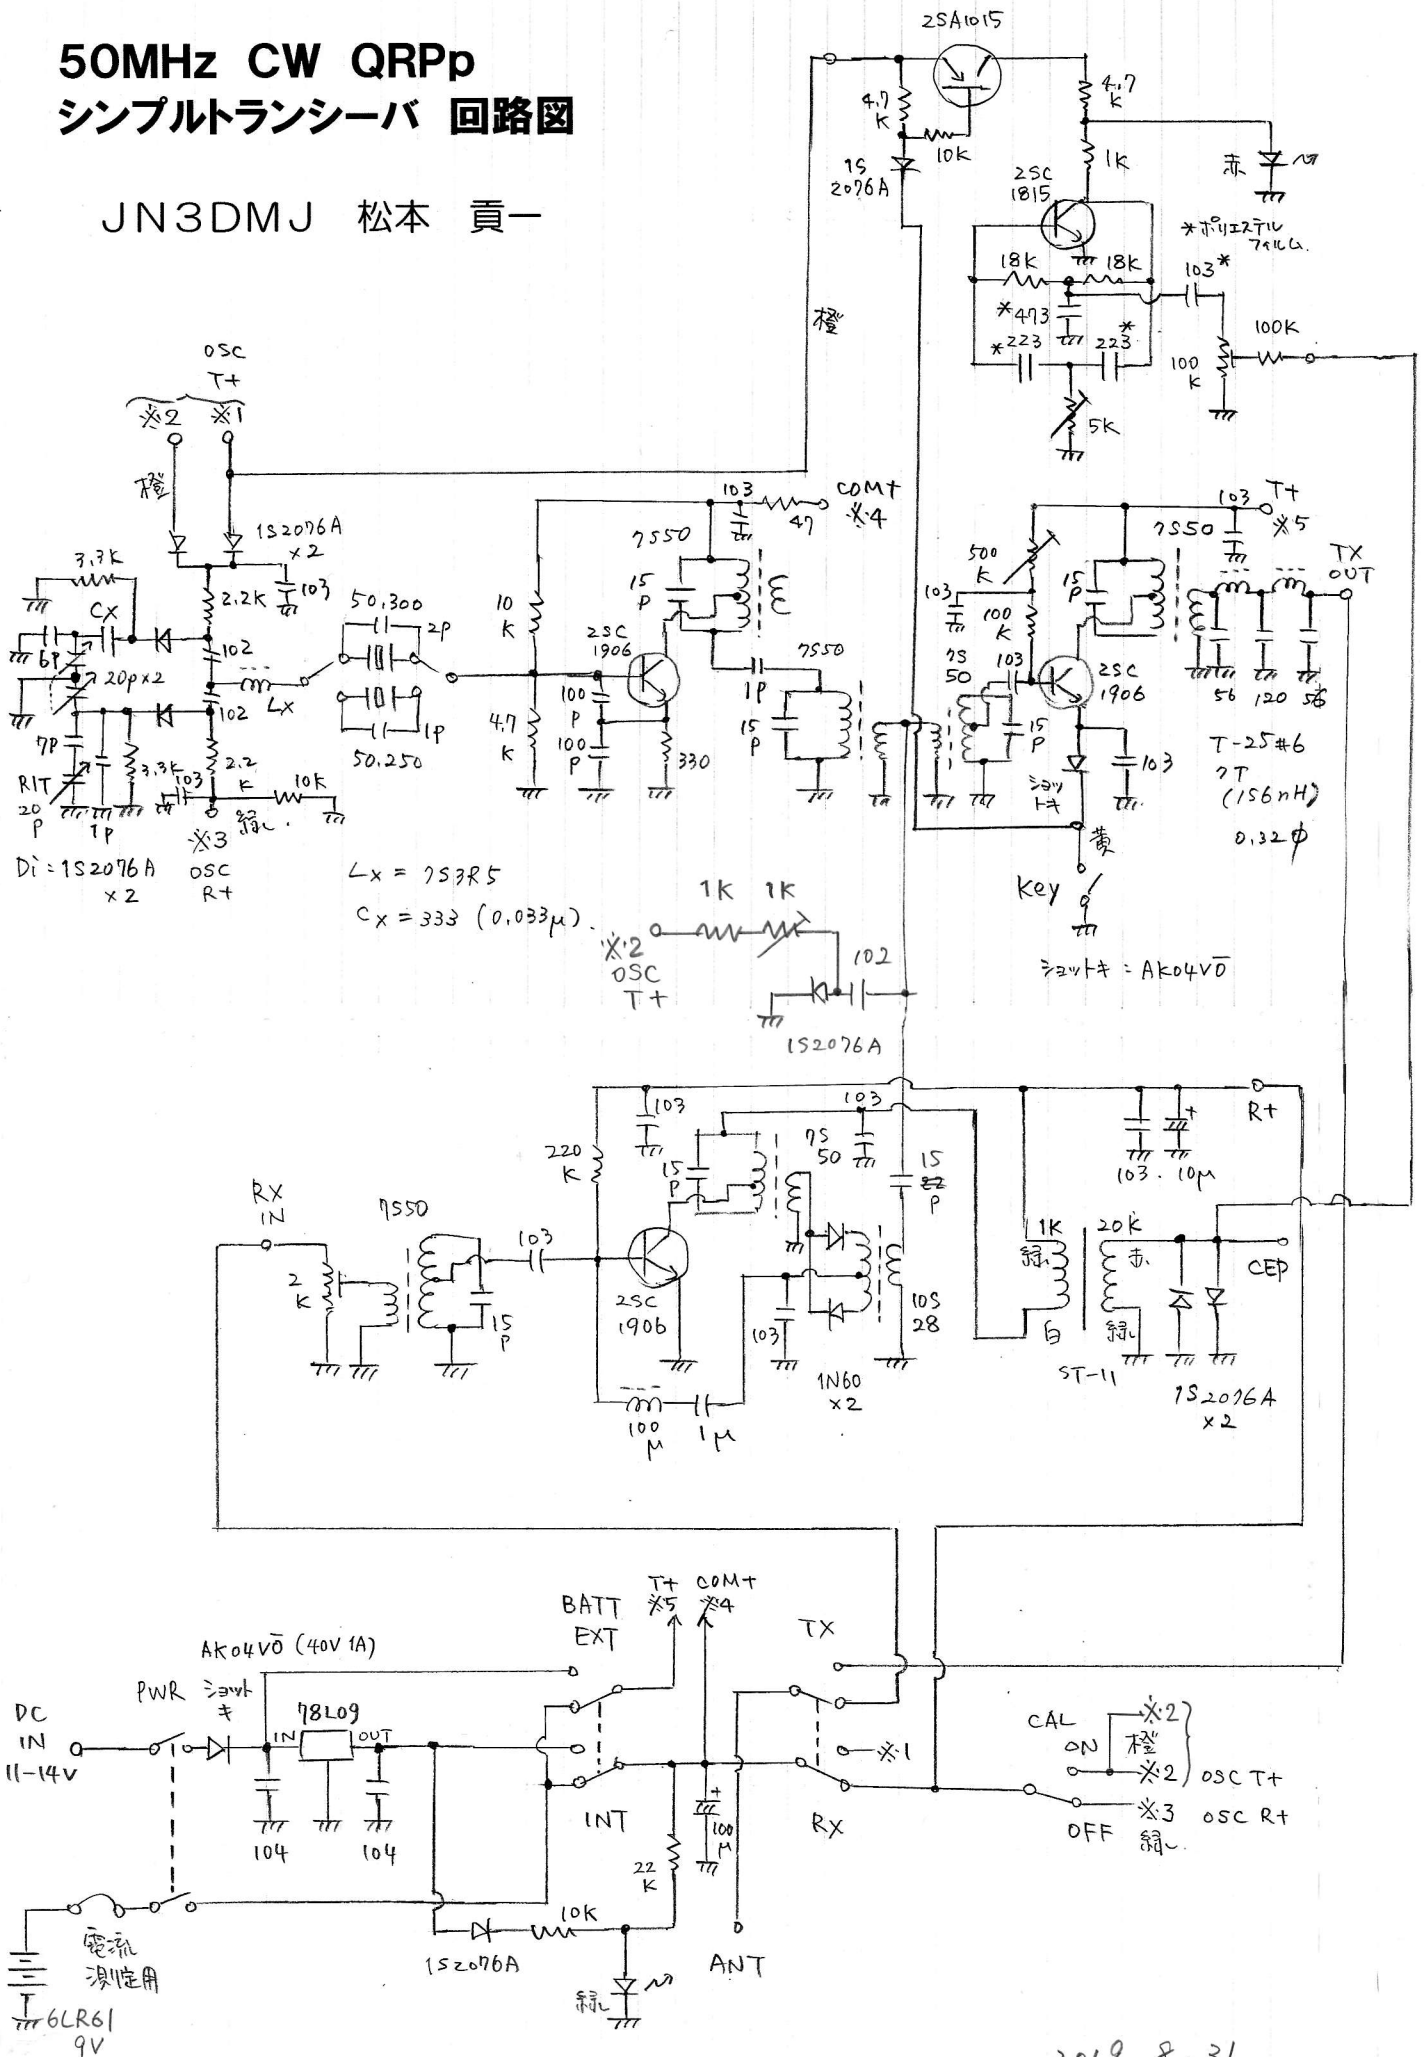 50MHz CW QRPp
シンプルトランシーバ 回路図
JN3DMJ 松本 貢一
2SA1015
4.7
K
10K
1S
2076A
4.7
K
1K
赤
2SC
1815
*ポリエステル
フィルム.
18K
18K
103*
*473
*223
223*
100
K
100K
5K
橙
OSC
T+
※2
※1
橙
1S2076A
×2
3.3K
CX
103
2.2K
6P
20p×2
102
102
LX
7P
RIT
20
P
1P
3.3K
103
2.2
K
10K
緑
※3
OSC
R+
Di:1S2076A
×2
50.300
2P
1P
50.250
Lx = 7S3R5
Cx = 333 (0.033μ).
10
K
4.7
K
2SC
1906
100
P
100
P
330
7S50
15
P
103
47
COM+
※4
1P
7S50
15
P
500
K
103
100
K
7S
50
103
15
P
7S50
15
P
2SC
1906
103
ショッ
トキ
黄
Key
ショットキ:AK04V0
103
T+
※5
TX
OUT
56
120
56
T-25#6
7T
(156nH)
0.32φ
1K
1K
※2
OSC
T+
102
1S2076A
RX
IN
2
K
7S50
15
P
103
220
K
103
2SC
1906
100
μ
1μ
15
P
7S
50
103
103
1N60
×2
10S
28
15
22
P
R+
103.
10μ
1K
緑
白
20K
赤
緑
ST-11
CEP
1S2076A
×2
AK04V0 (40V 1A)
PWR
ショット
キ
DC
IN
11-14V
IN
78L09
OUT
104
104
BATT
EXT
INT
T+
※5
COM+
※4
100
μ
22
K
10K
1S2076A
緑
TX
※1
RX
ANT
CAL
ON
OFF
※2
橙
※2
OSC T+
※3
緑
OSC R+
電流
測定用
6LR61
9V
2019 8.31